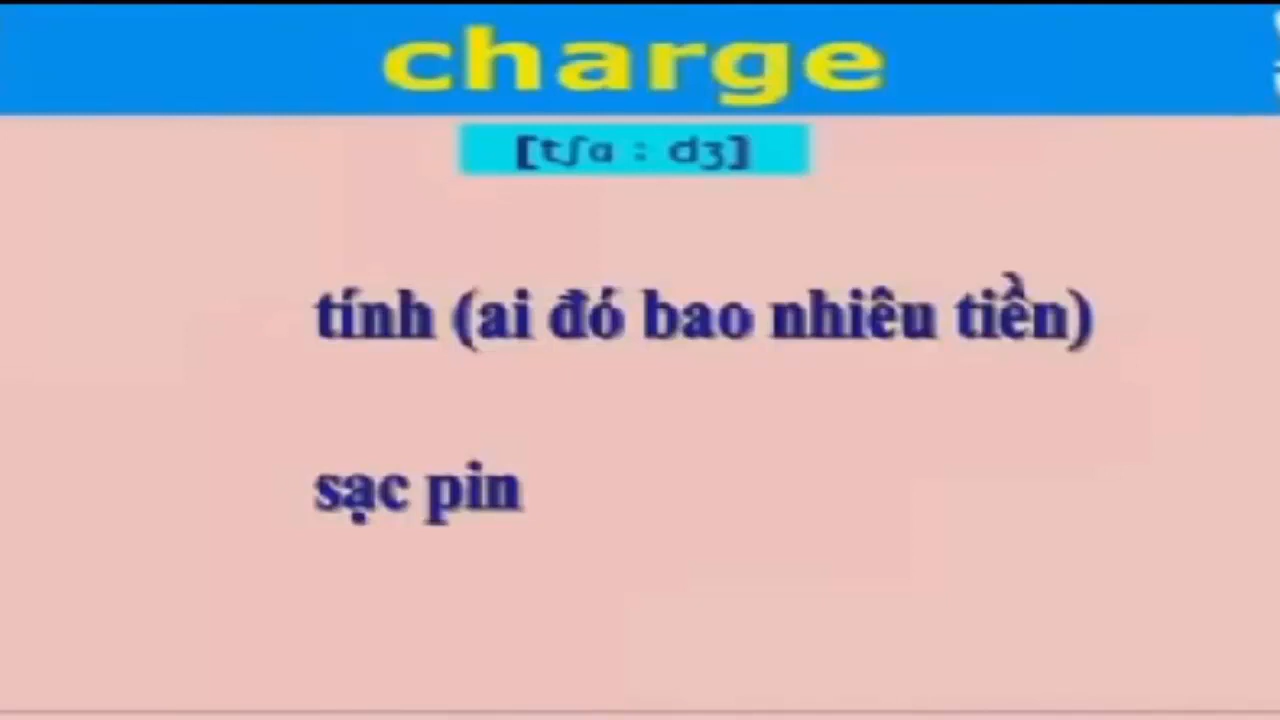 charge
[tʃɑ : dʒ]
tính (ai đó bao nhiêu tiền)
sạc pin